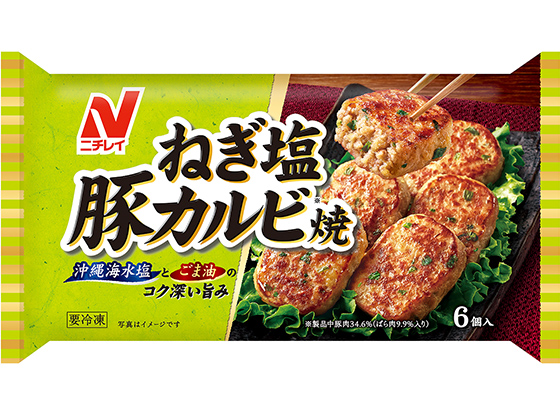 ニチレイ
ねぎ塩
豚カルビ※焼
沖縄海水塩とごま油の
コク深い旨み
要冷凍
写真はイメージです
※製品中豚肉34.6%(ばら肉9.9%入り)
6個入